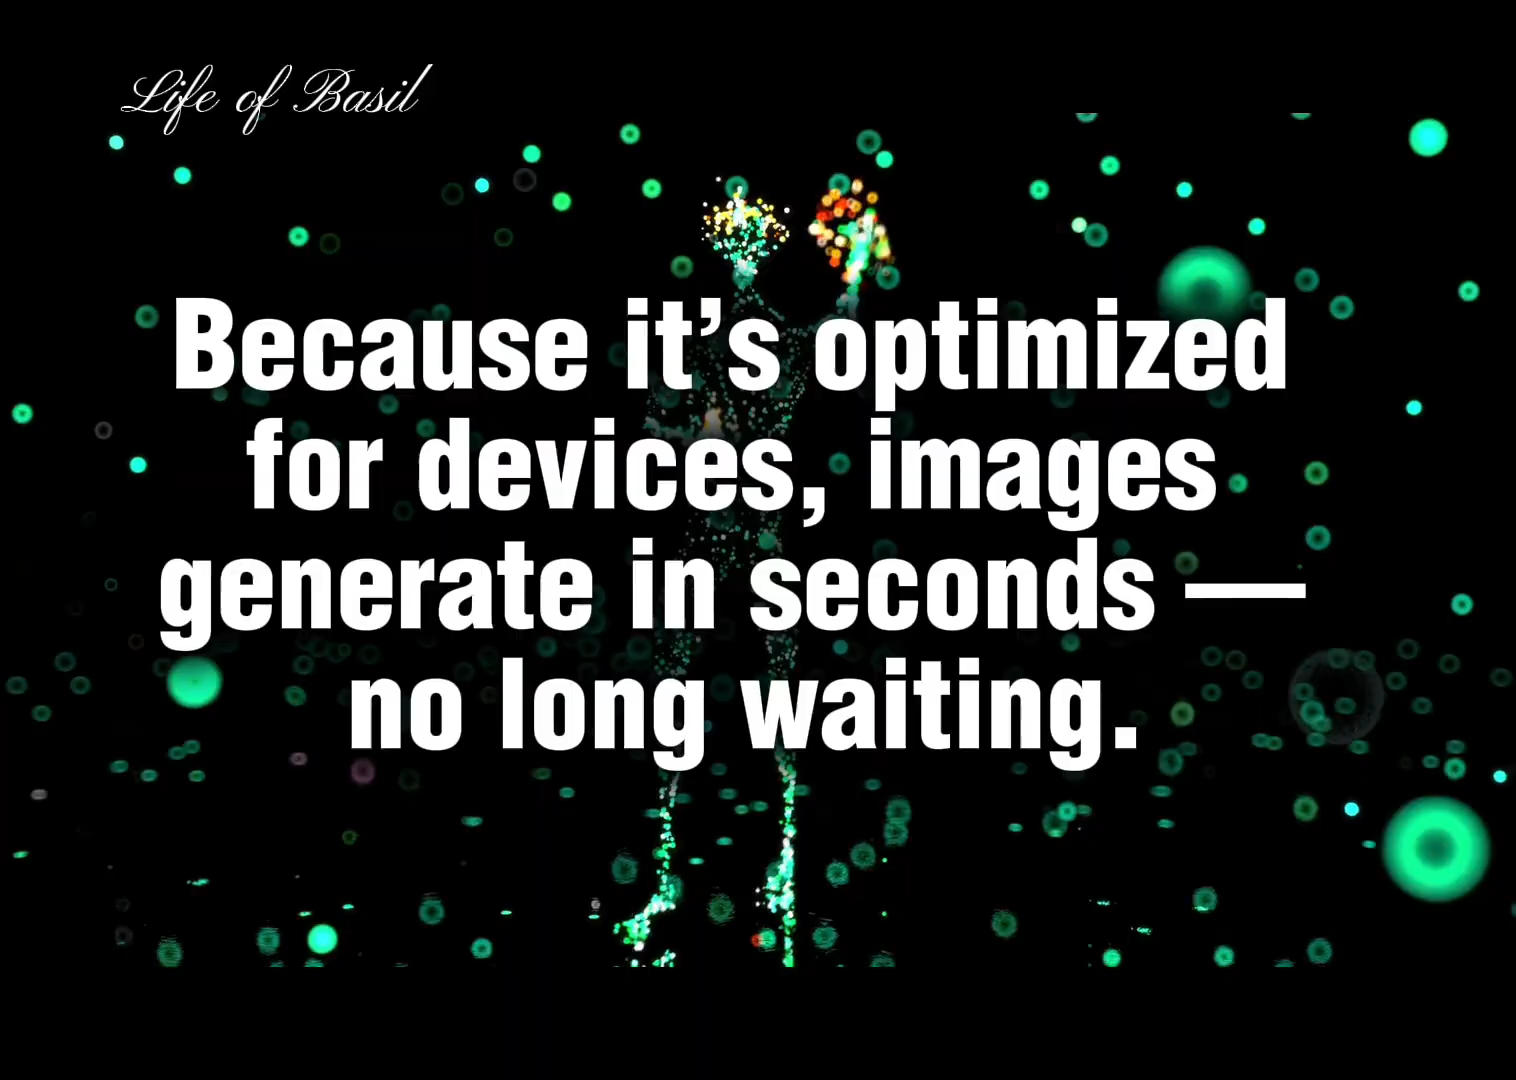 Life of Basil
Because it’s optimized
for devices, images
generate in seconds —
no long waiting.